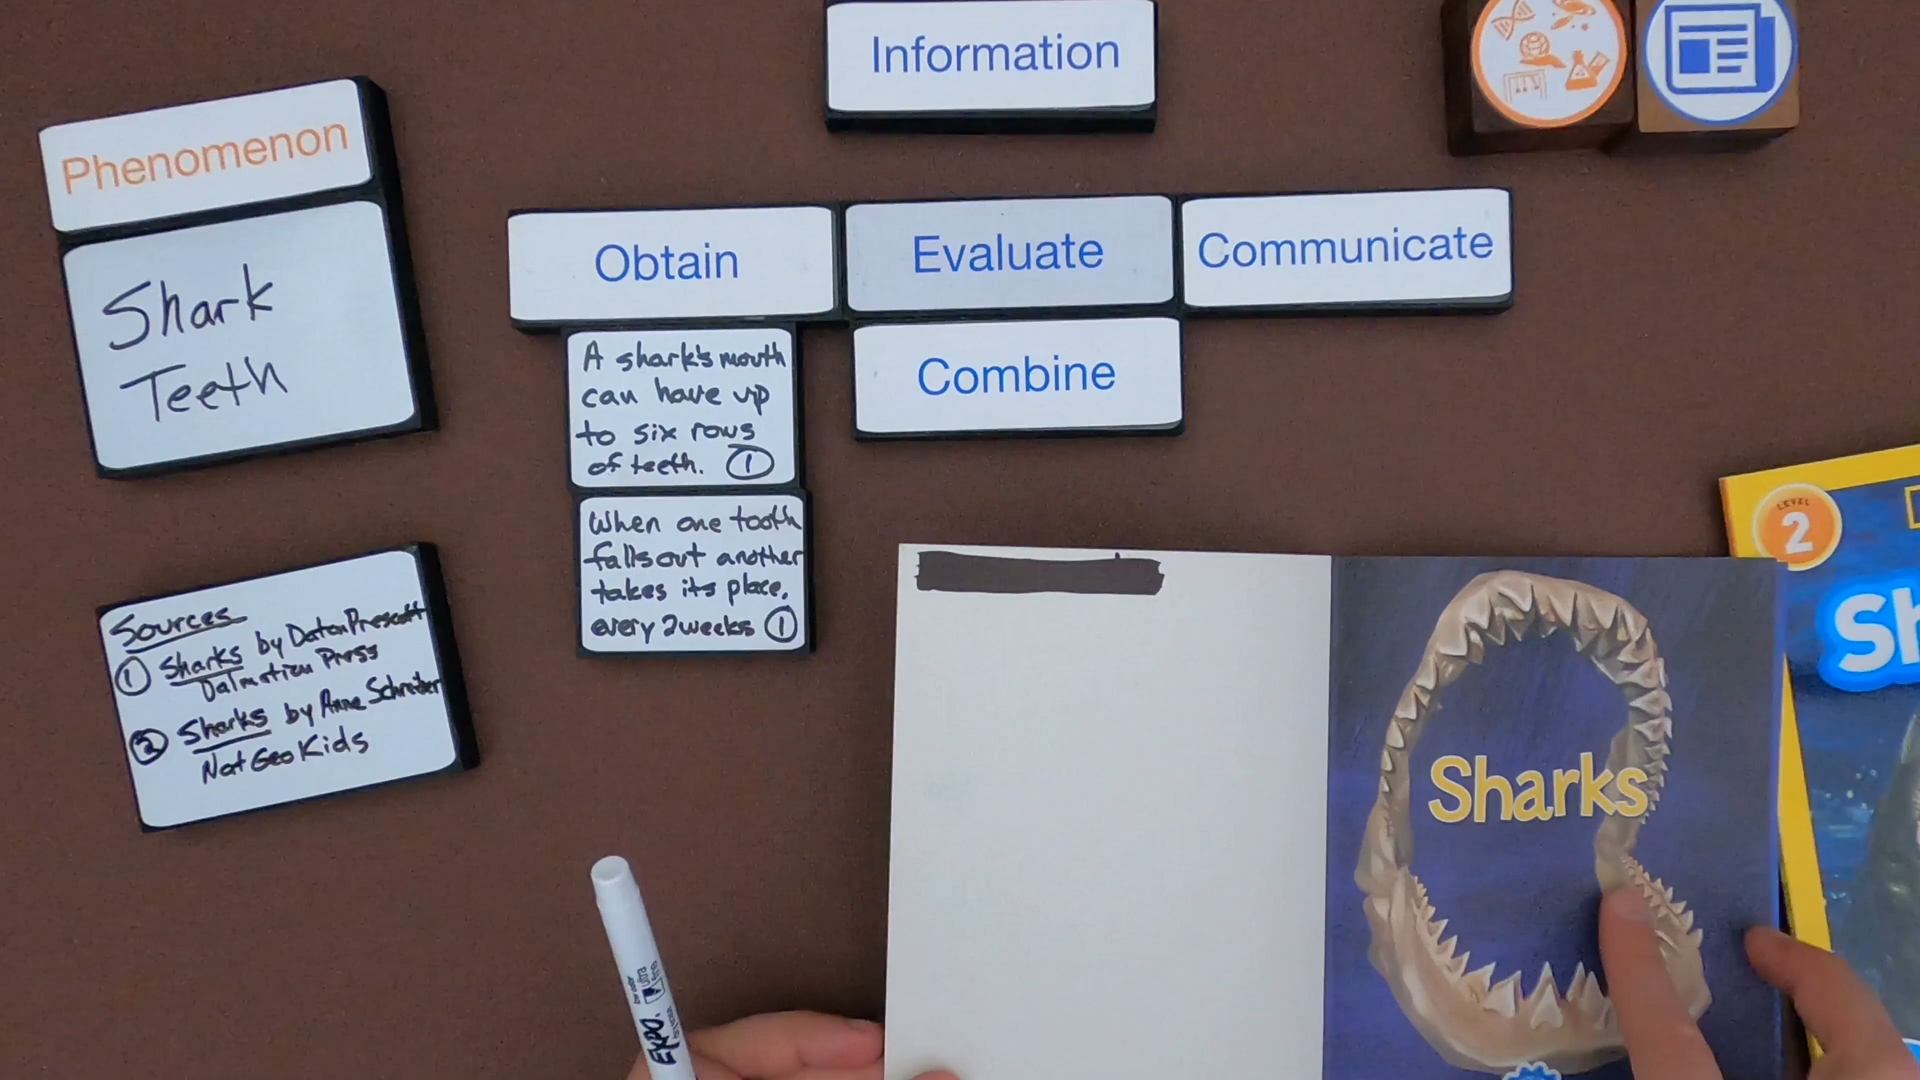 Information
Phenomenon
Shark
Teeth
Obtain
Evaluate
Communicate
Combine
A shark's mouth
can have up
to six rows
of teeth. 1
When one tooth
falls out another
takes its place.
every 2 weeks 1
Sources
1 Sharks by Daton Prescott
Dalmation Press
2 Sharks by Anne Schreiber
Nat Geo Kids
Sharks
LEVEL
2
Sh
EXPO